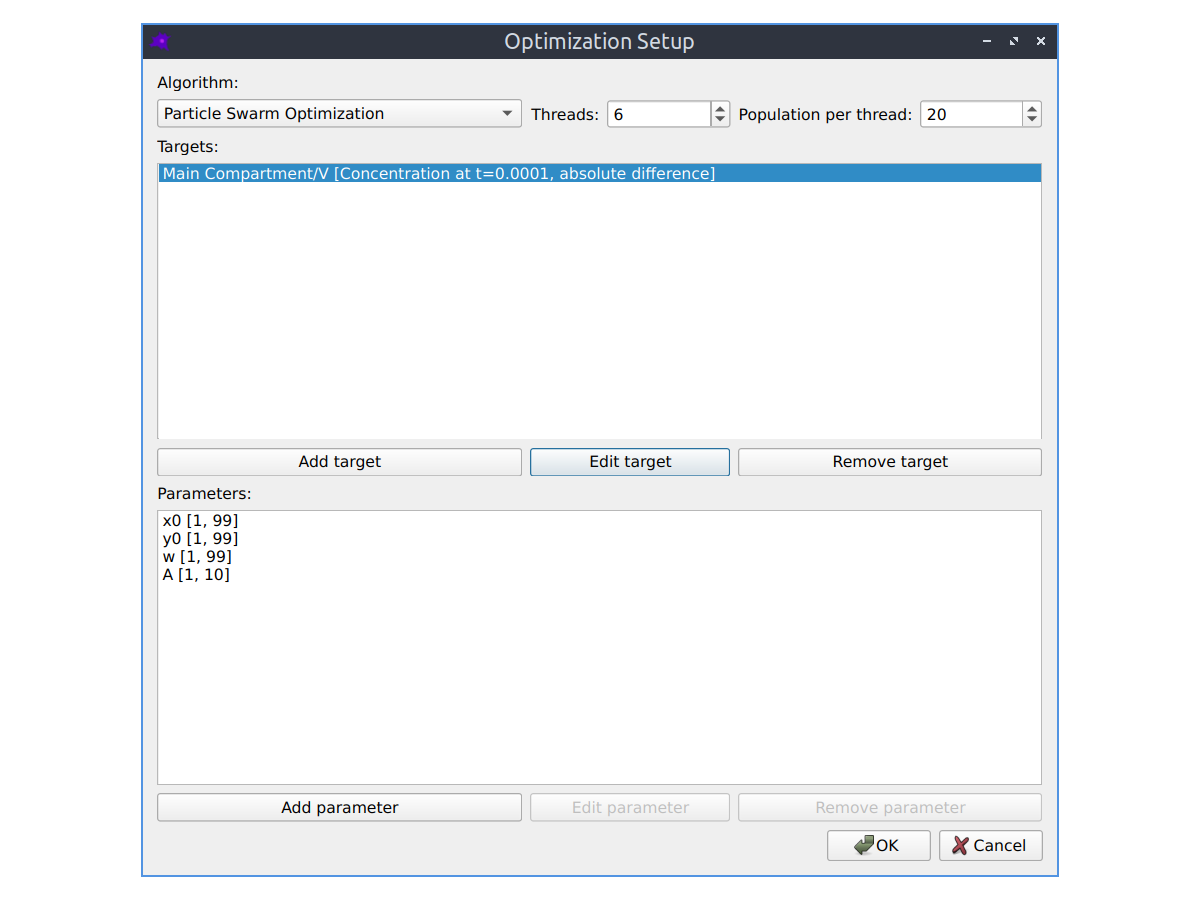 Optimization Setup
Algorithm:
Particle Swarm Optimization Threads: 6 Population per thread: 20
Targets:
Main Compartment/V [Concentration at t=0.0001, absolute difference]
Add target Edit target Remove target
Parameters:
x0 [1, 99]
y0 [1, 99]
w [1, 99]
A [1, 10]
Add parameter Edit parameter Remove parameter
OK Cancel